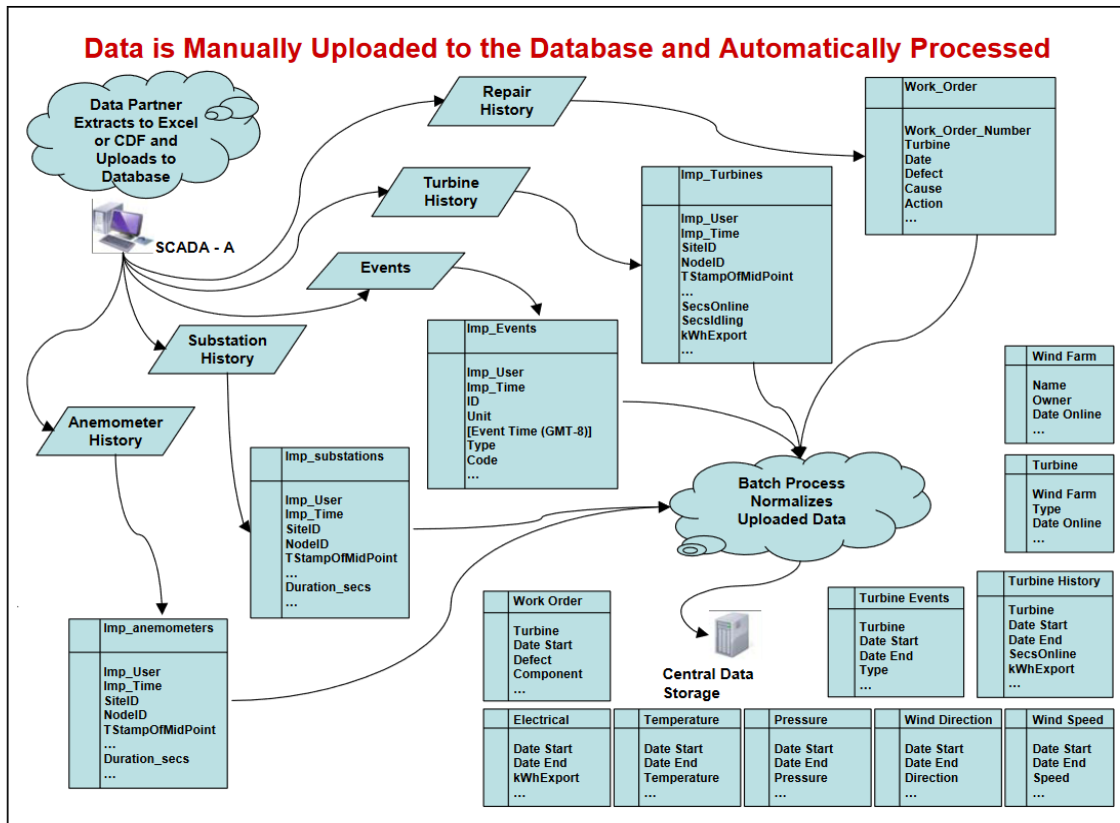 Data is Manually Uploaded to the Database and Automatically Processed
Data Partner
Extracts to Excel
or CDF and
Uploads to
Database
SCADA - A
Repair
History
Turbine
History
Events
Substation
History
Anemometer
History
Work_Order
Work_Order_Number
Turbine
Date
Defect
Cause
Action
...
Imp_Turbines
Imp_User
Imp_Time
SiteID
NodeID
TStampOfMidPoint
...
SecsOnline
SecsIdling
kWhExport
...
Imp_Events
Imp_User
Imp_Time
ID
Unit
[Event Time (GMT-8)]
Type
Code
...
Imp_substations
Imp_User
Imp_Time
SiteID
NodeID
TStampOfMidPoint
...
Duration_secs
...
Imp_anemometers
Imp_User
Imp_Time
SiteID
NodeID
TStampOfMidPoint
...
Duration_secs
...
Batch Process
Normalizes
Uploaded Data
Central Data
Storage
Wind Farm
Name
Owner
Date Online
...
Turbine
Wind Farm
Type
Date Online
...
Turbine History
Turbine
Date Start
Date End
SecsOnline
kWhExport
...
Turbine Events
Turbine
Date Start
Date End
Type
...
Work Order
Turbine
Date Start
Defect
Component
...
Electrical
Date Start
Date End
kWhExport
...
Temperature
Date Start
Date End
Temperature
...
Pressure
Date Start
Date End
Pressure
...
Wind Direction
Date Start
Date End
Direction
...
Wind Speed
Date Start
Date End
Speed
...